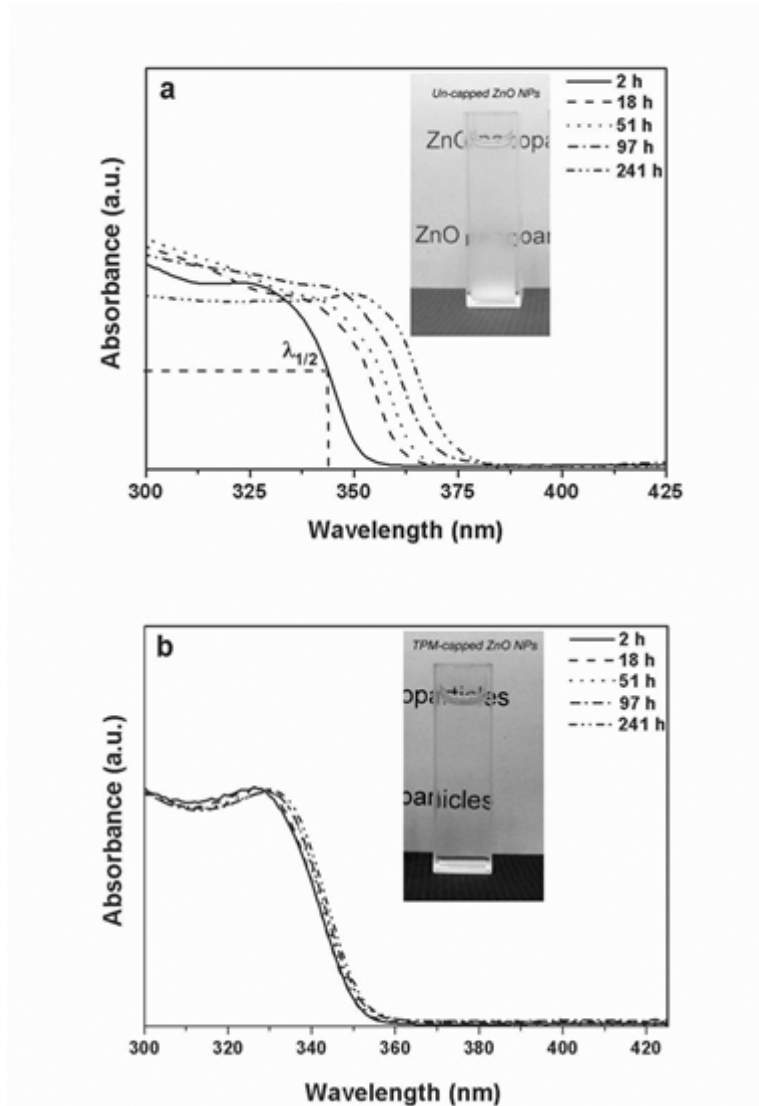 a
Un-capped ZnO NPs
2 h
18 h
51 h
97 h
241 h
ZnO
ZnO
λ1/2
Absorbance (a.u.)
300 325 350 375 400 425
Wavelength (nm)
b
TPM-capped ZnO NPs
2 h
18 h
51 h
97 h
241 h
oparticles
Absorbance (a.u.)
300 320 340 360 380 400 420
Wavelength (nm)